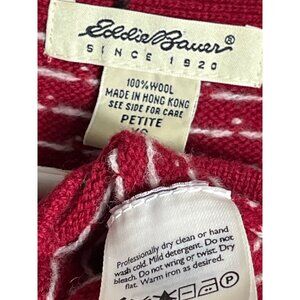 Eddie Bauer
SINCE 1920
100% WOOL
MADE IN HONG KONG
SEE SIDE FOR CARE
PETITE
Professionally dry clean or hand
wash cold. Mild detergent. Do not
bleach. Do not wring or twist. Dry
flat. Warm iron as desired.
P